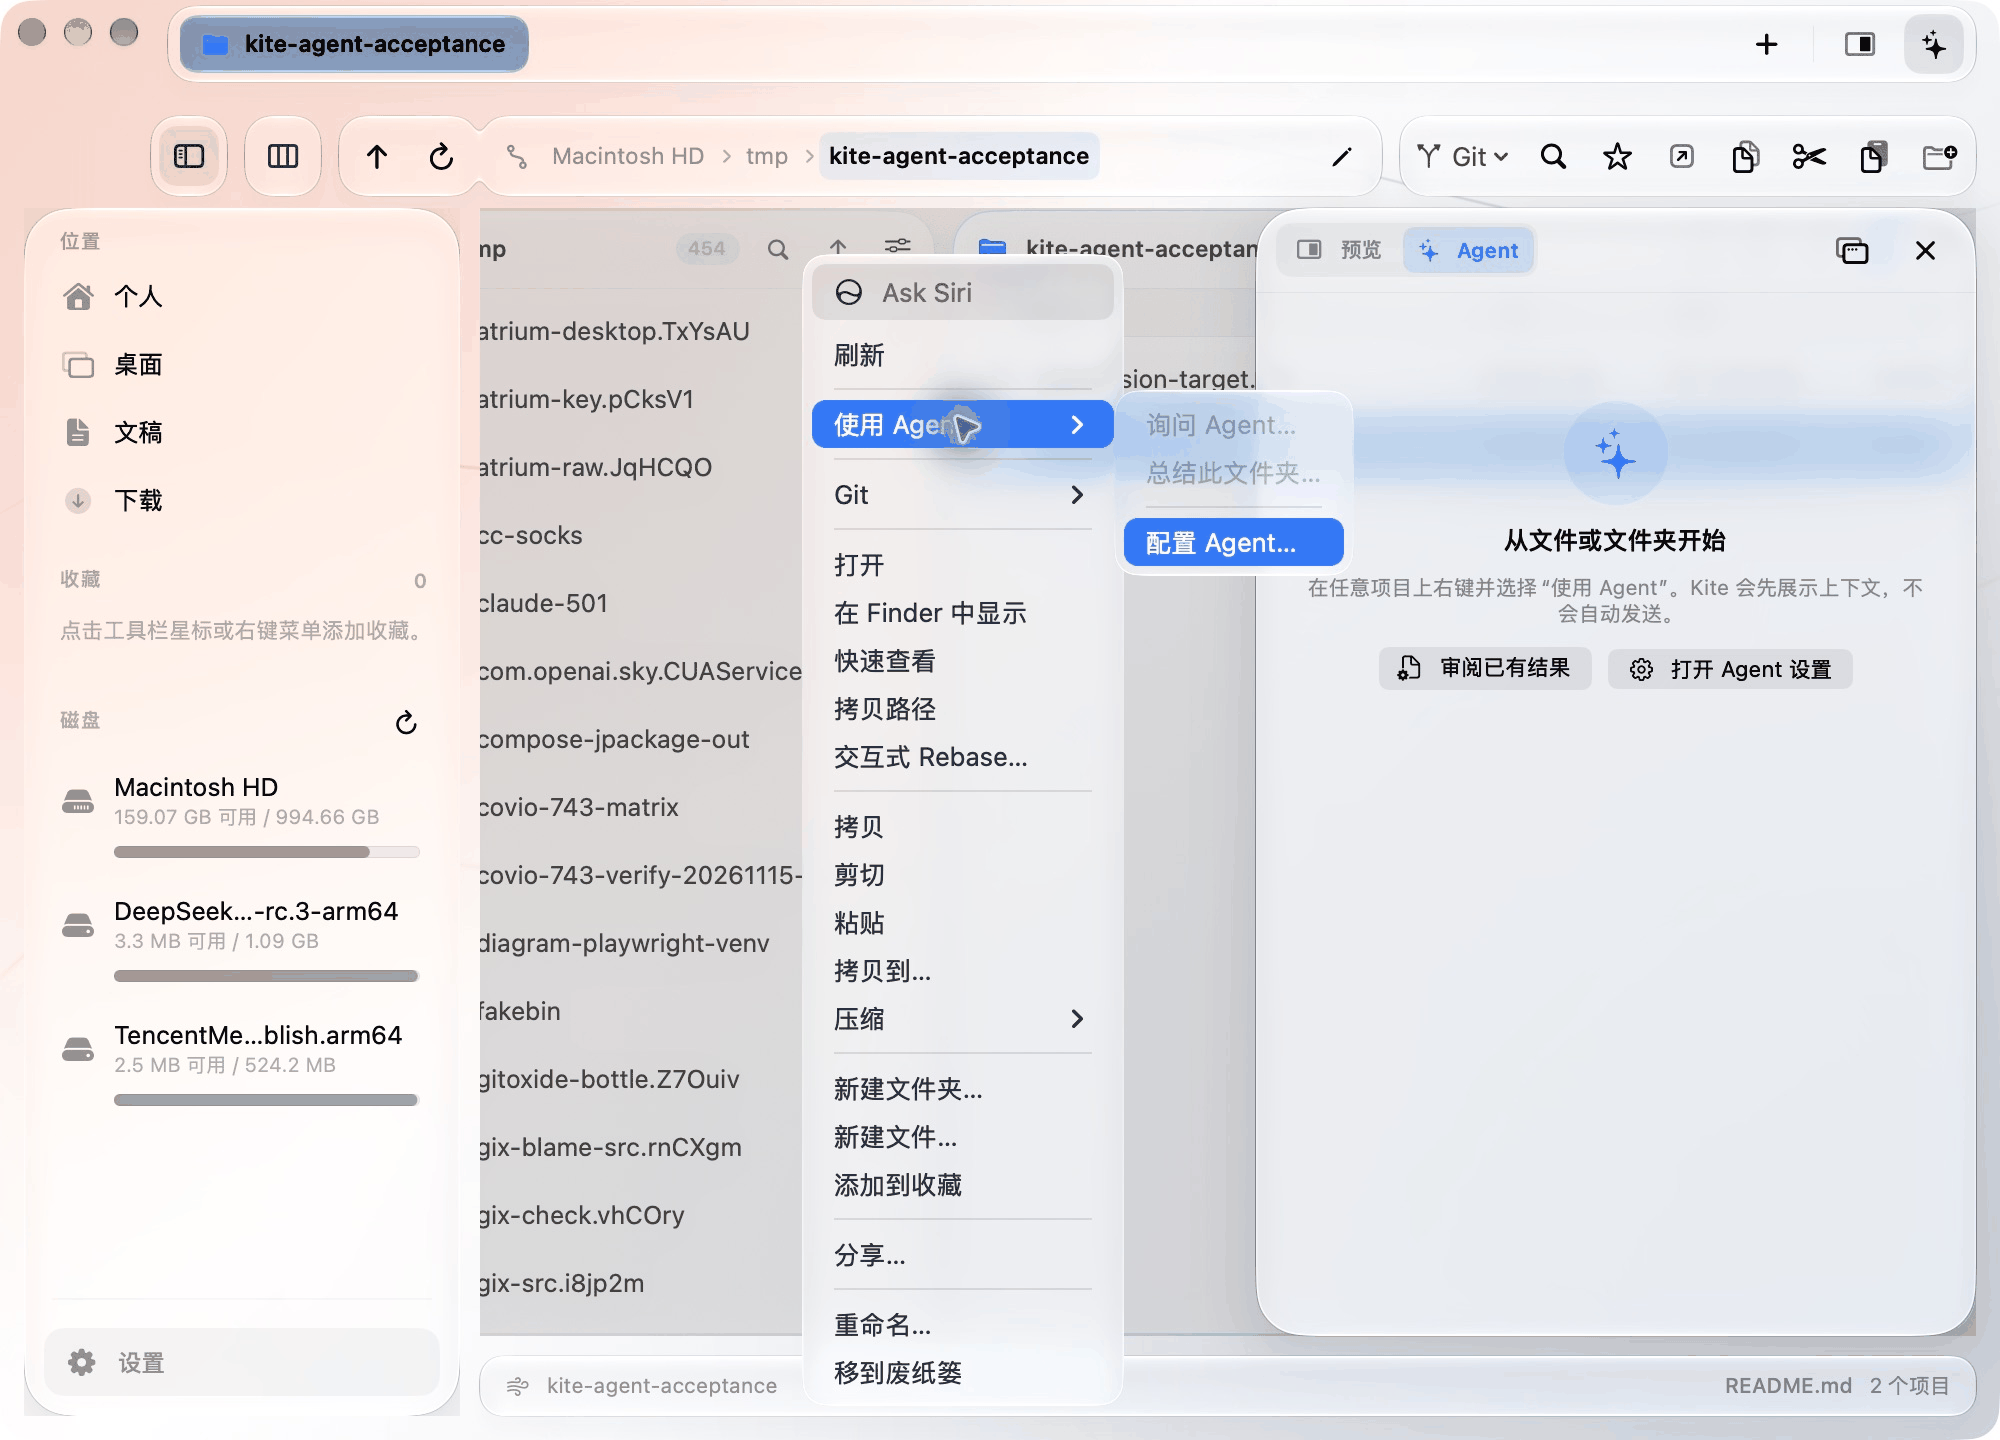 kite-agent-acceptance
Macintosh HD
tmp
kite-agent-acceptance
Git
位置
个人
桌面
文稿
下载
收藏
0
点击工具栏星标或右键菜单添加收藏。
磁盘
Macintosh HD
159.07 GB 可用 / 994.66 GB
DeepSeek...-rc.3-arm64
3.3 MB 可用 / 1.09 GB
TencentMe...blish.arm64
2.5 MB 可用 / 524.2 MB
设置
mp
454
atrium-desktop.TxYsAU
atrium-key.pCksV1
atrium-raw.JqHCQO
cc-socks
claude-501
com.openai.sky.CUAService
compose-jpackage-out
covio-743-matrix
covio-743-verify-20261115-
diagram-playwright-venv
fakebin
gitoxide-bottle.Z7Ouiv
gix-blame-src.rnCXgm
gix-check.vhCOry
gix-src.i8jp2m
kite-agent-acceptan
sion-target.
Ask Siri
刷新
使用 Agen
Git
打开
在 Finder 中显示
快速查看
拷贝路径
交互式 Rebase...
拷贝
剪切
粘贴
拷贝到...
压缩
新建文件夹...
新建文件...
添加到收藏
分享...
重命名...
移到废纸篓
询问 Agent...
总结此文件夹...
配置 Agent...
预览
Agent
从文件或文件夹开始
在任意项目上右键并选择“使用 Agent”。Kite 会先展示上下文，不
会自动发送。
审阅已有结果
打开 Agent 设置
kite-agent-acceptance
README.md
2 个项目